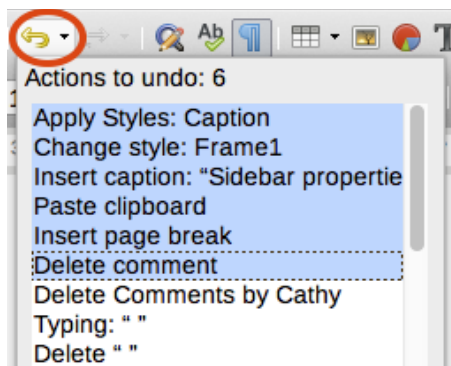 Actions to undo: 6
Apply Styles: Caption
Change style: Frame1
Insert caption: “Sidebar propertie
Paste clipboard
Insert page break
Delete comment
Delete Comments by Cathy
Typing: “ ”
Delete “ ”